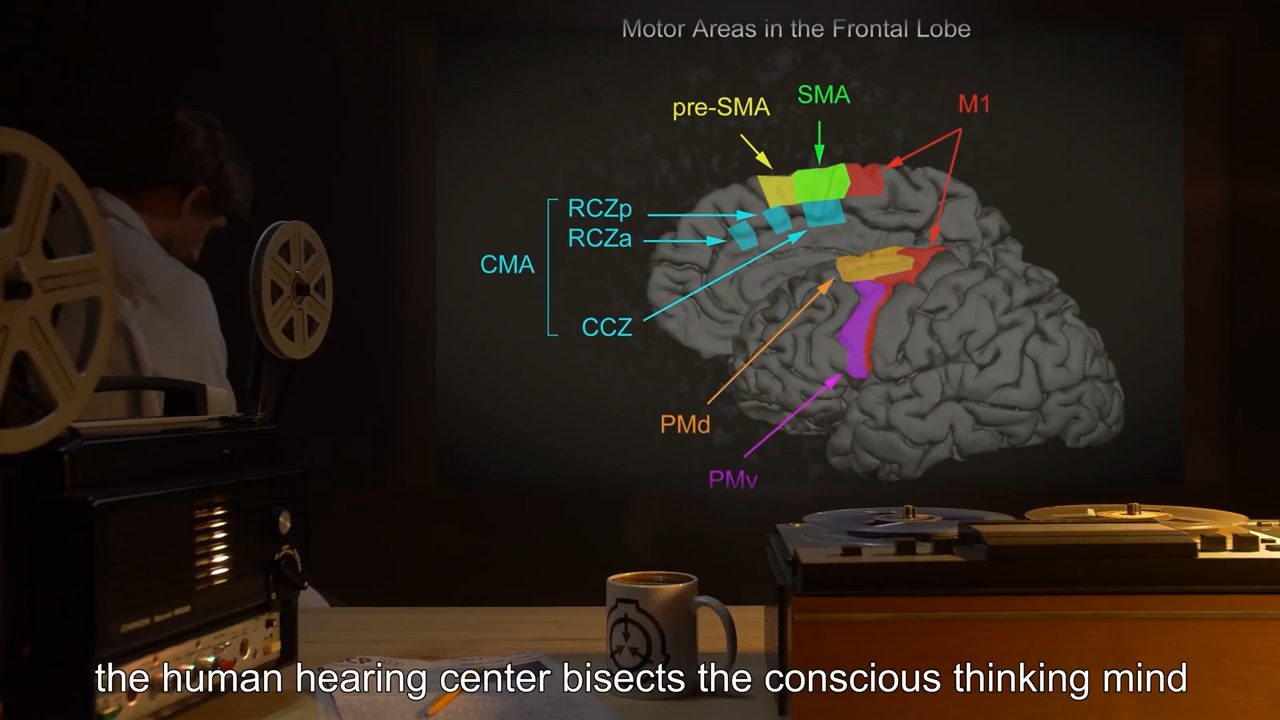 Motor Areas in the Frontal Lobe
SMA
pre-SMA
M1
RCZp
RCZa
CMA
CCZ
PMd
PMv
the human hearing center bisects the conscious thinking mind